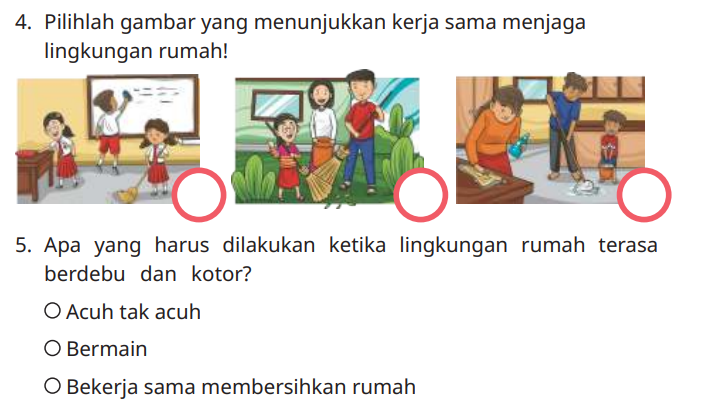 4. Pilihlah gambar yang menunjukkan kerja sama menjaga
lingkungan rumah!
5. Apa yang harus dilakukan ketika lingkungan rumah terasa
berdebu dan kotor?
Acuh tak acuh
Bermain
Bekerja sama membersihkan rumah